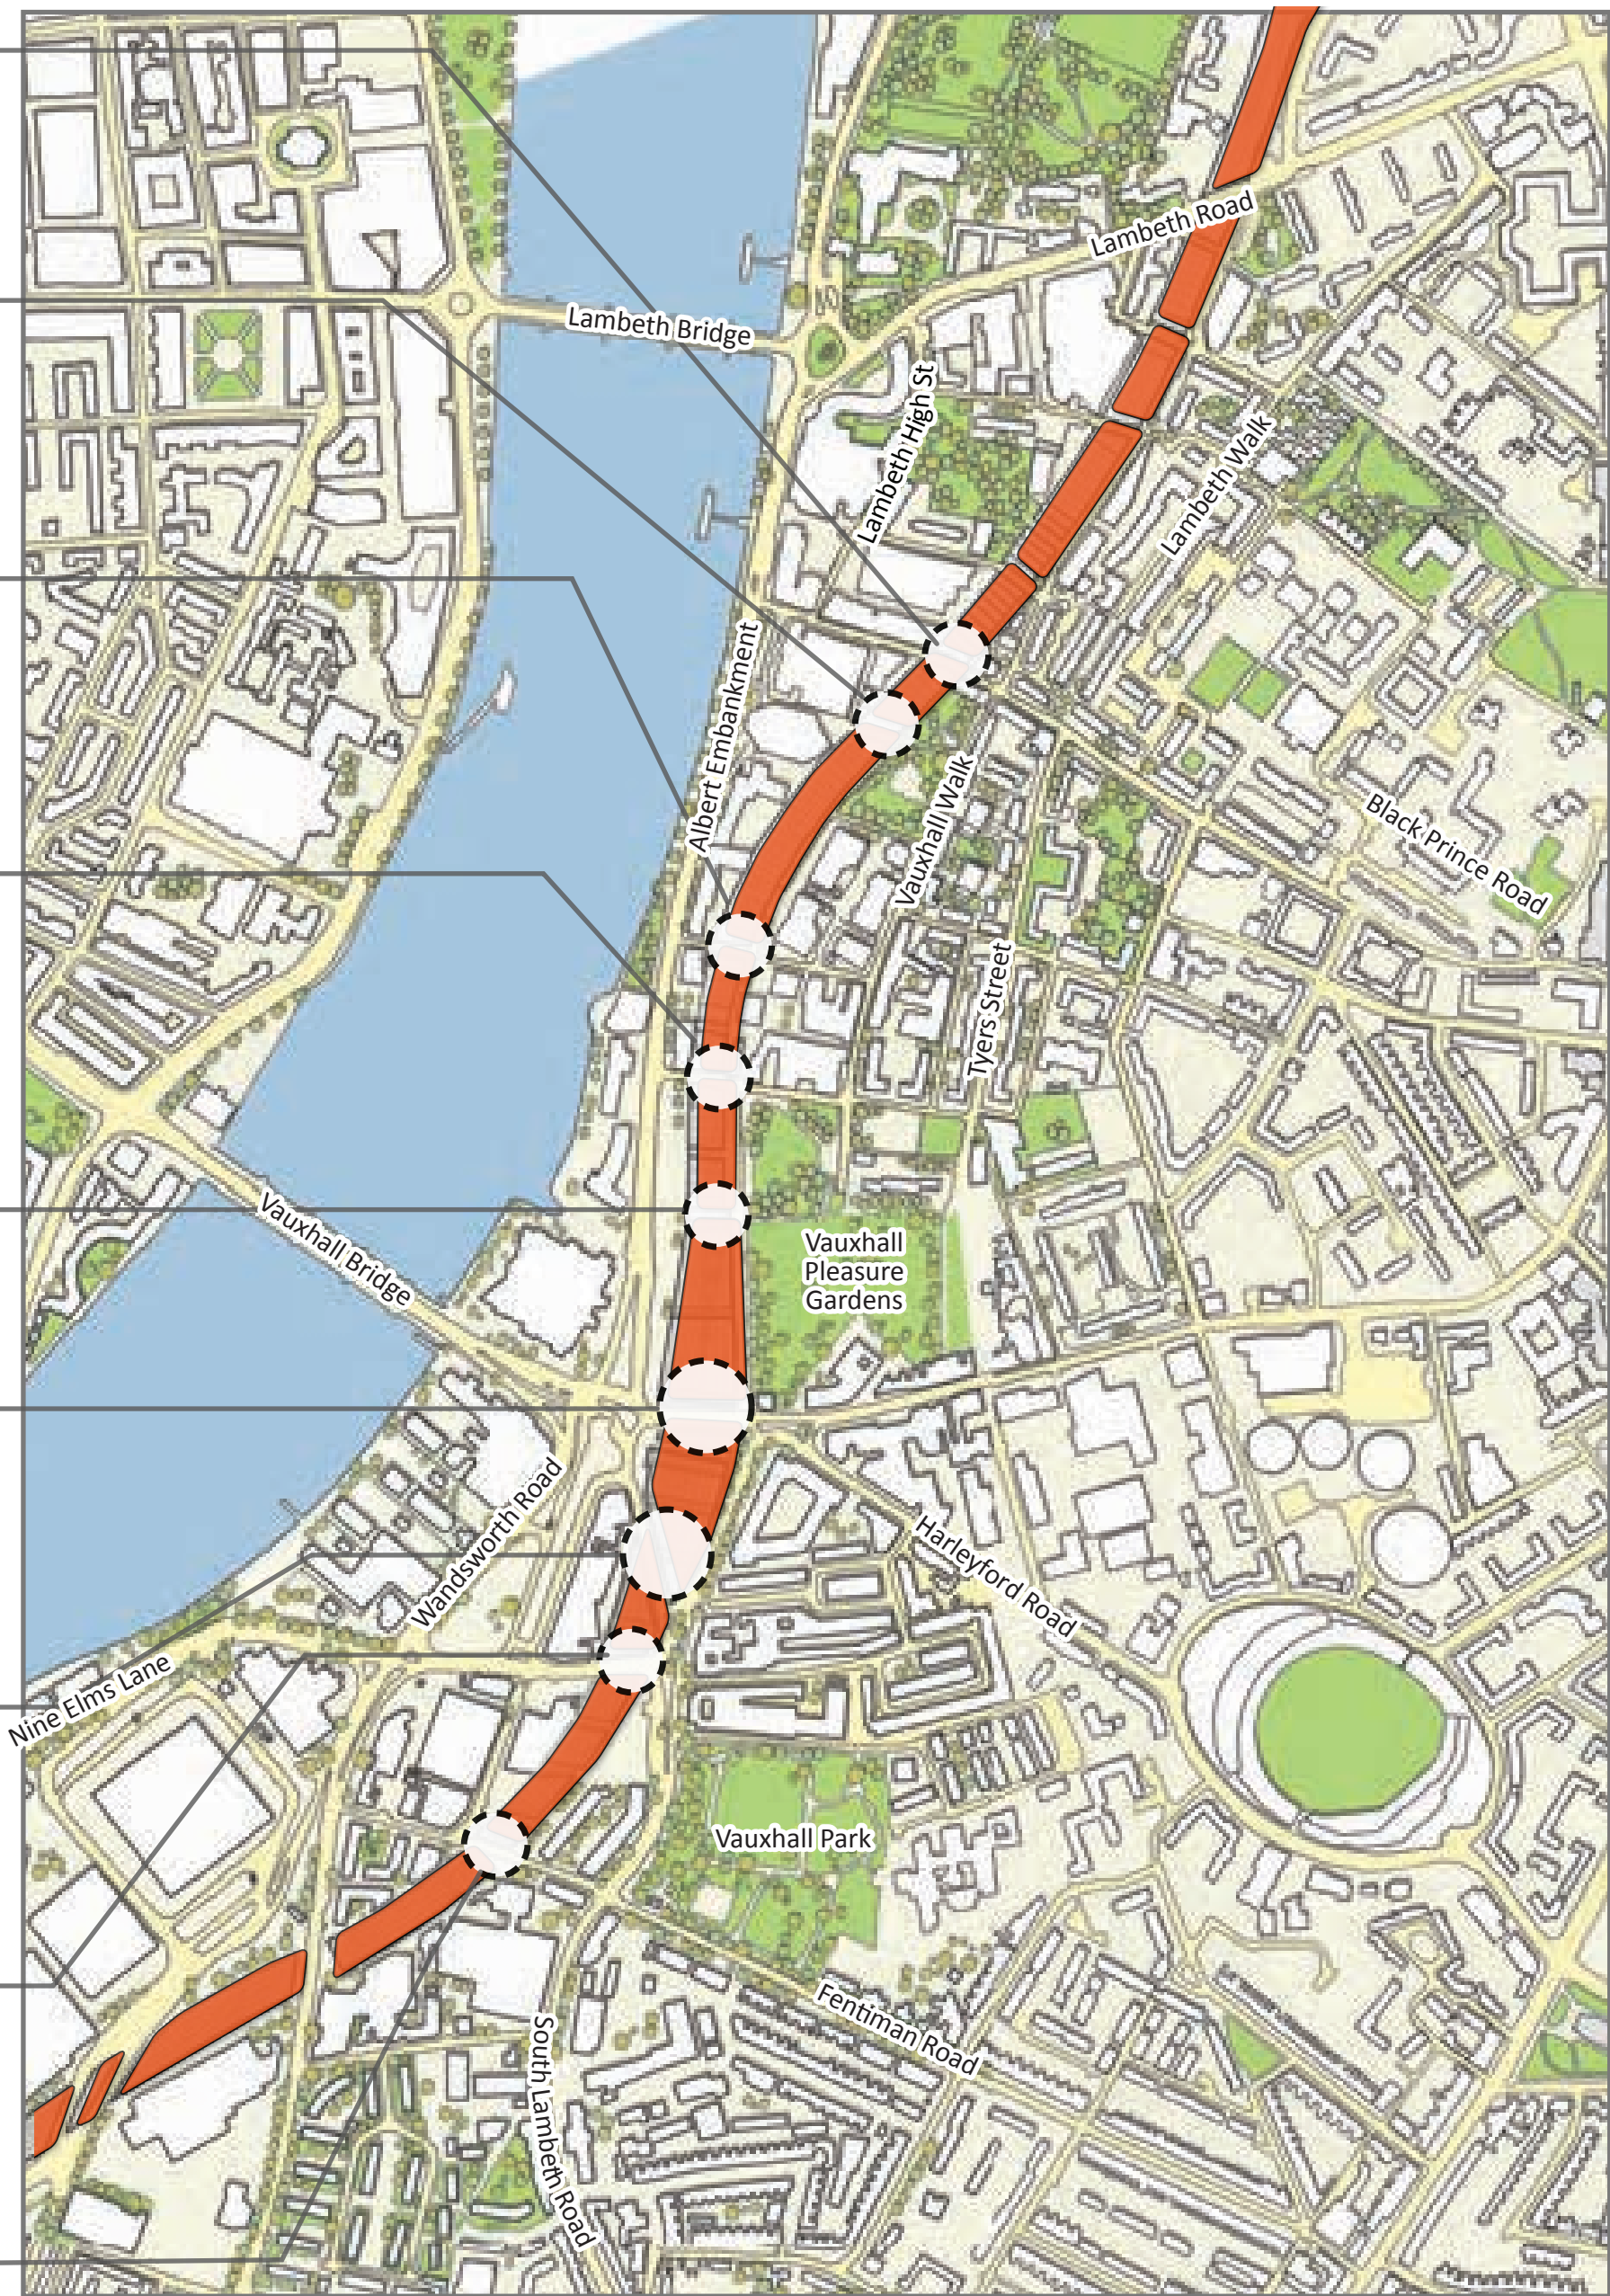 Lambeth Road
Lambeth Bridge
Lambeth High St
Lambeth Walk
Albert Embankment
Vauxhall Walk
Black Prince Road
Tyers Street
Vauxhall Bridge
Vauxhall
Pleasure
Gardens
Wandsworth Road
Harleyford Road
Nine Elms Lane
Vauxhall Park
Fentiman Road
South Lambeth Road